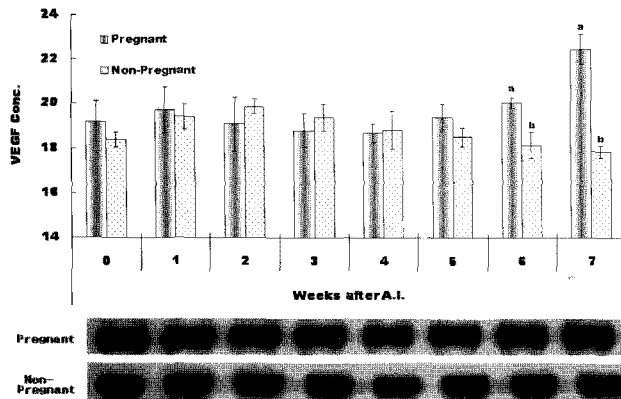 24
22
20
18
16
14
VEGF Conc.
Pregnant
Non-Pregnant
a
b
a
b
0 1 2 3 4 5 6 7
Weeks after A.I.
Pregnant
Non-
Pregnant